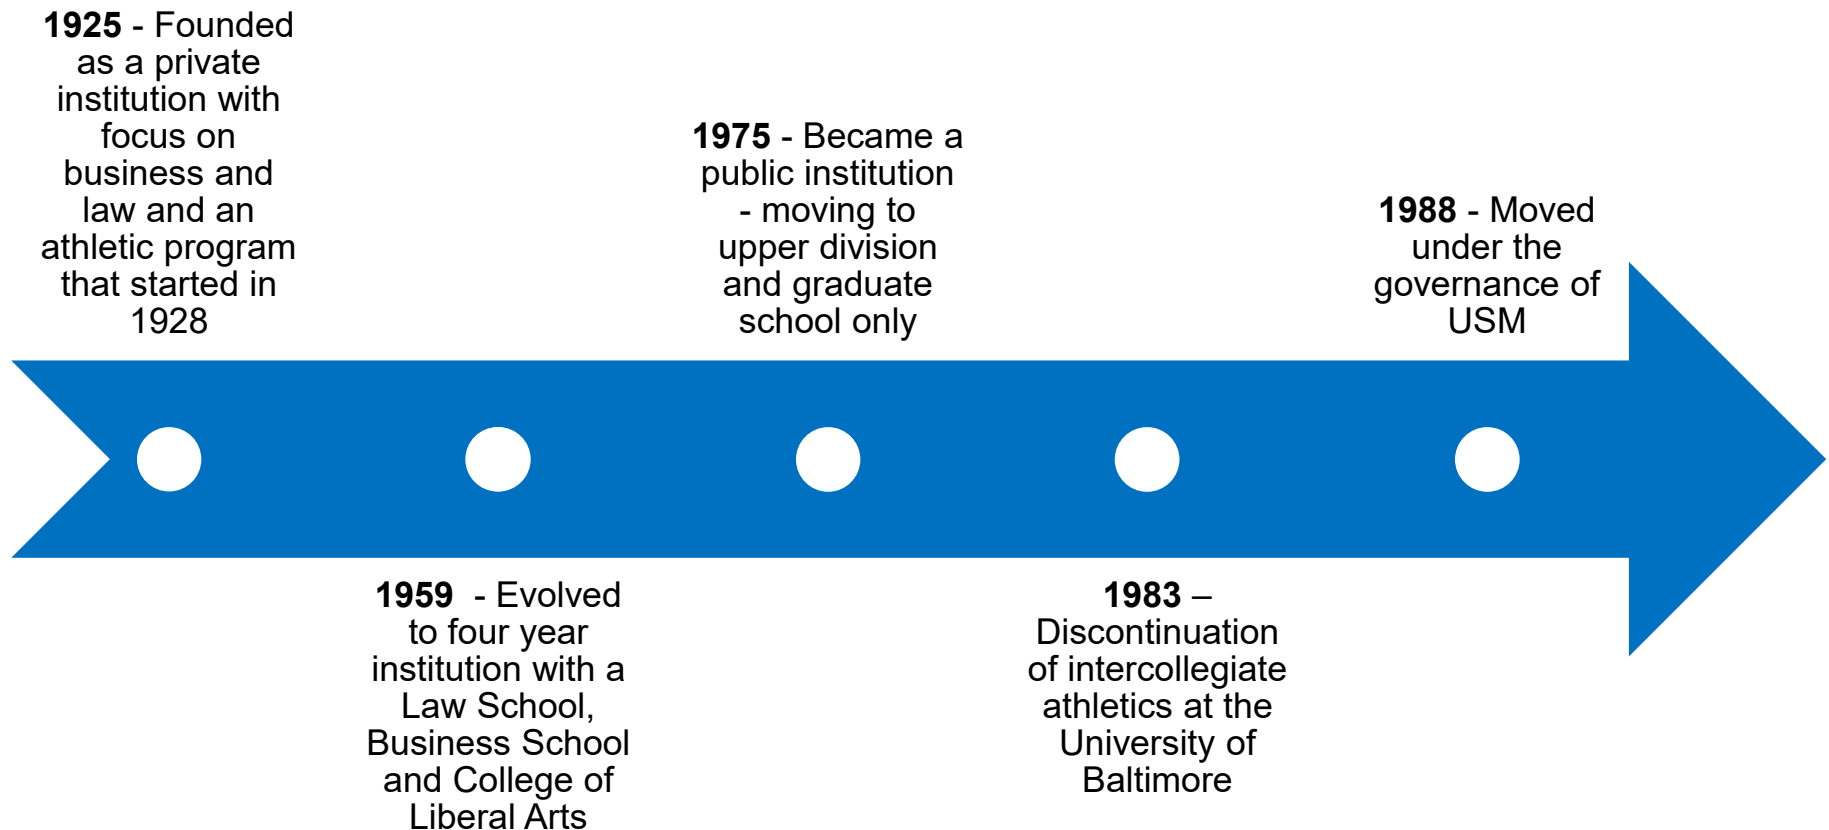 1925 - Founded
as a private
institution with
focus on
business and
law and an
athletic program
that started in
1928
1959  - Evolved
to four year
institution with a
Law School,
Business School
and College of
Liberal Arts
1975 - Became a
public institution
- moving to
upper division
and graduate
school only
1983 –
Discontinuation
of intercollegiate
athletics at the
University of
Baltimore
1988 - Moved
under the
governance of
USM